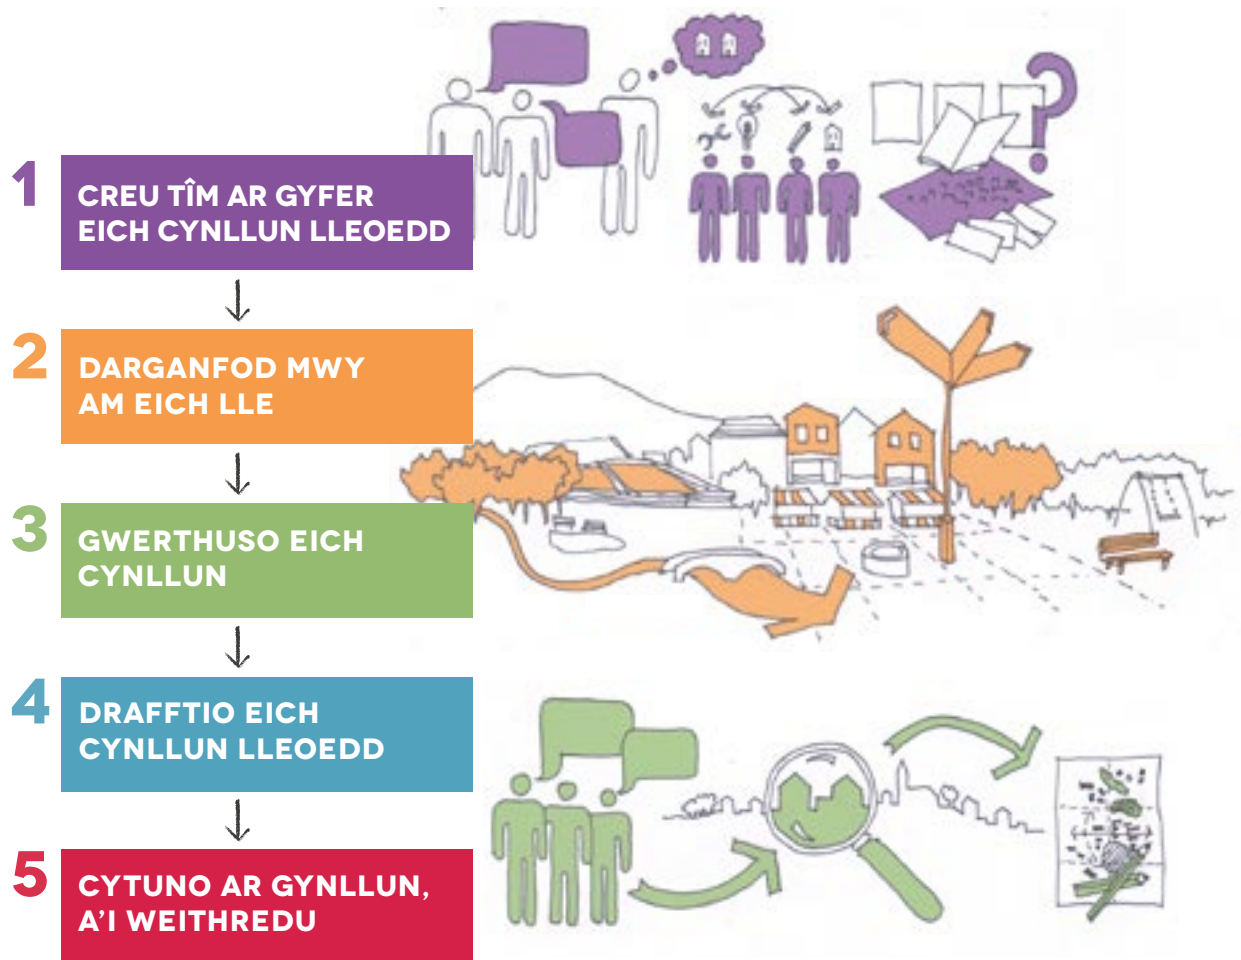 1
CREU TÎM AR GYFER
EICH CYNLLUN LLEOEDD
2
DARGANFOD MWY
AM EICH LLE
3
GWERTHUSO EICH
CYNLLUN
4
DRAFFTIO EICH
CYNLLUN LLEOEDD
5
CYTUNO AR GYNLLUN,
A'I WEITHREDU